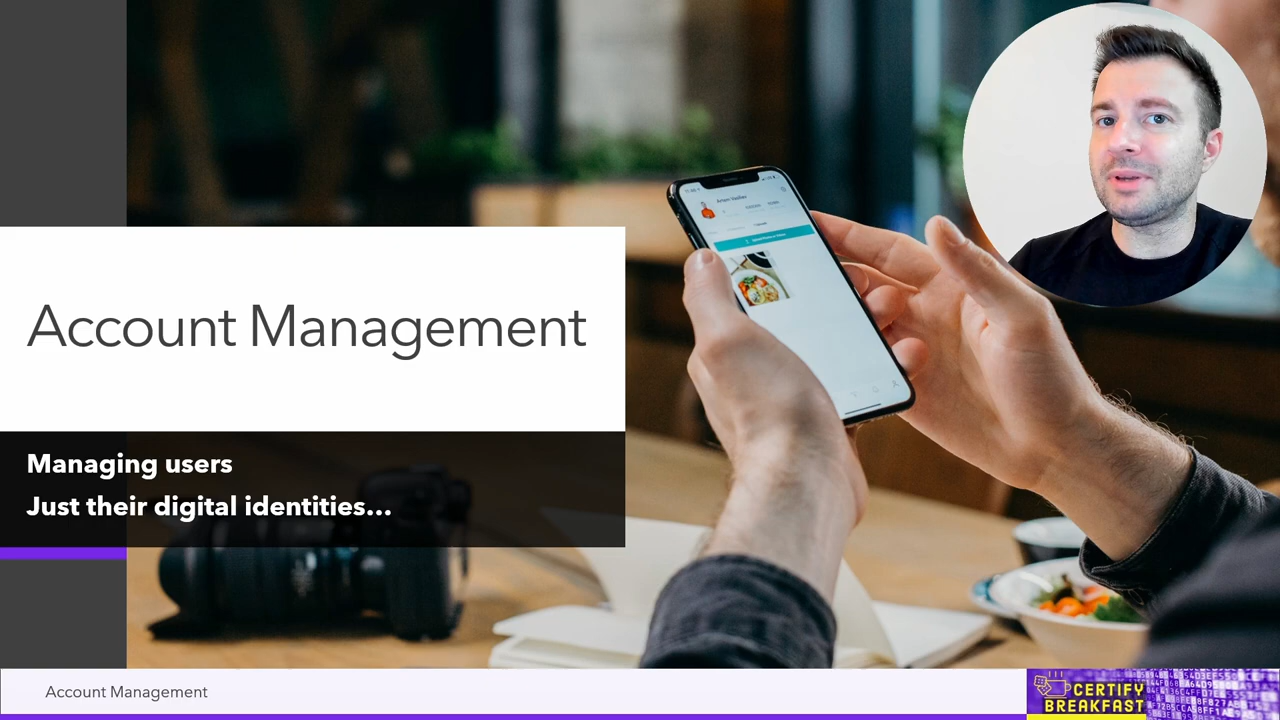 Account Management
Managing users
Just their digital identities...
Account Management
CERTIFY
BREAKFAST